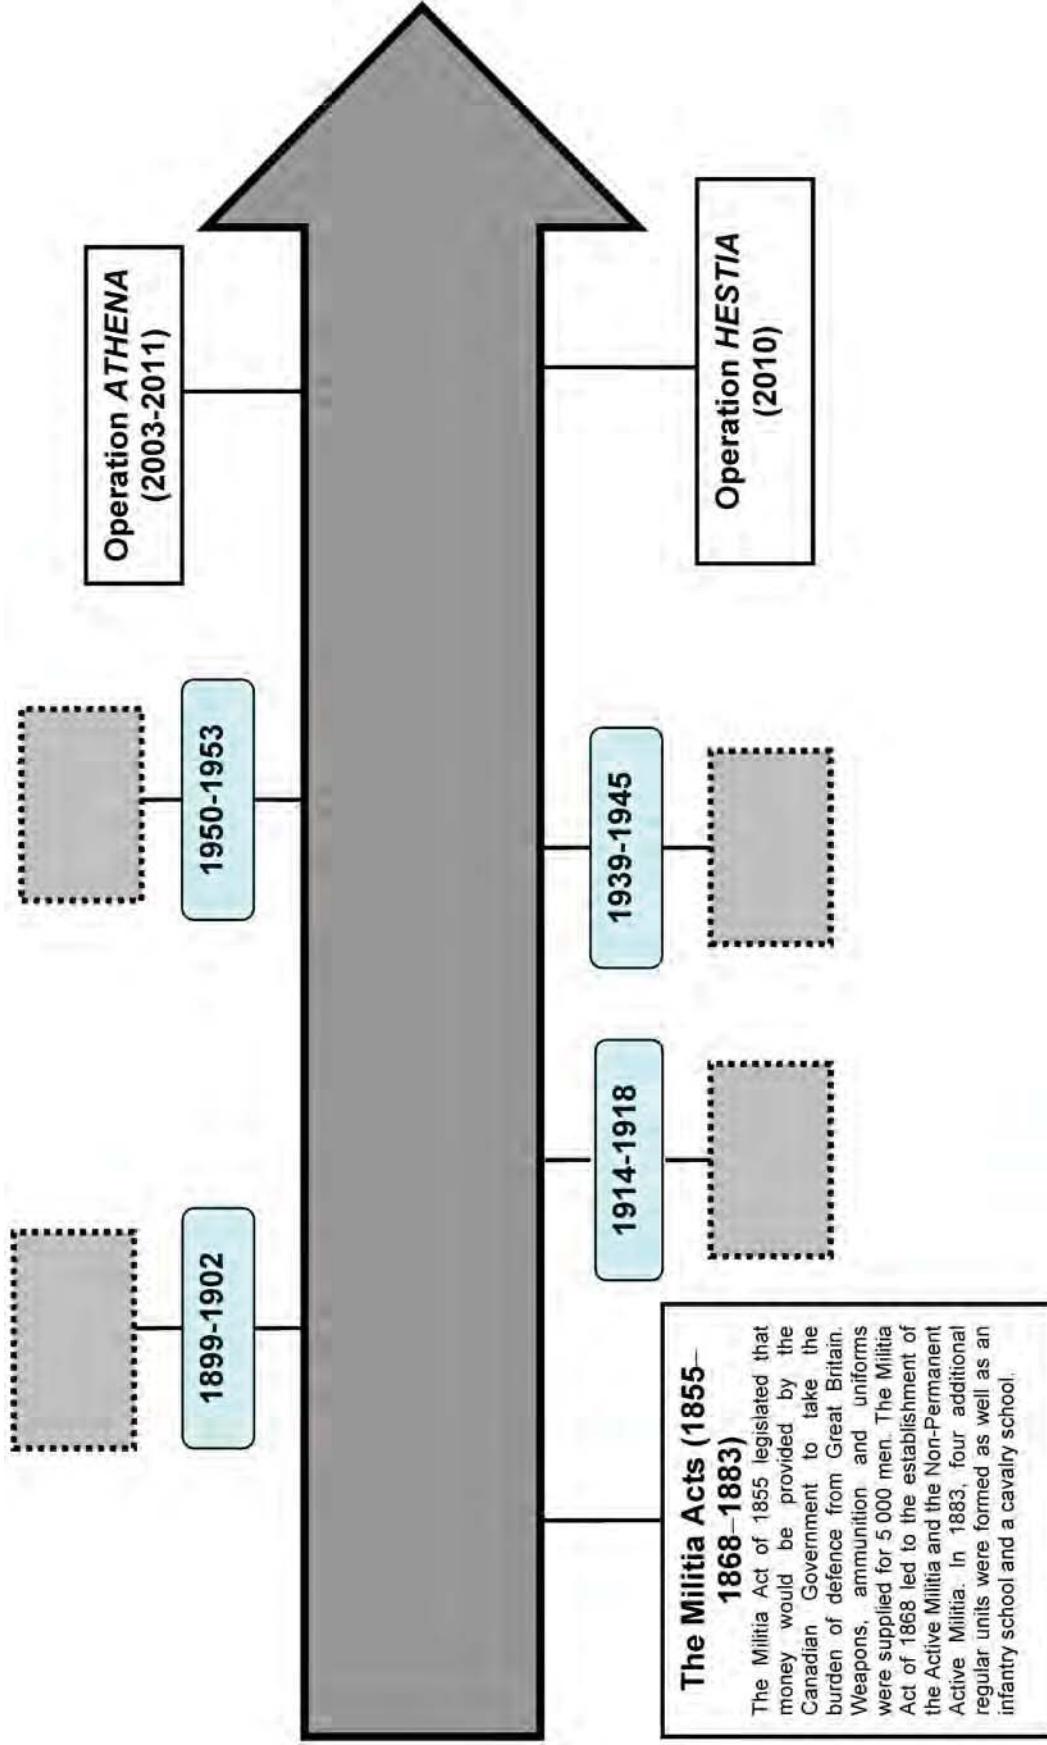 Operation ATHENA
(2003-2011)
1950-1953
1899-1902
1914-1918
1939-1945
Operation HESTIA
(2010)
The Militia Acts (1855–
1868–1883)
The Militia Act of 1855 legislated that
money would be provided by the
Canadian Government to take the
burden of defence from Great Britain.
Weapons, ammunition and uniforms
were supplied for 5 000 men. The Militia
Act of 1868 led to the establishment of
the Active Militia and the Non-Permanent
Active Militia. In 1883, four additional
regular units were formed as well as an
infantry school and a cavalry school.